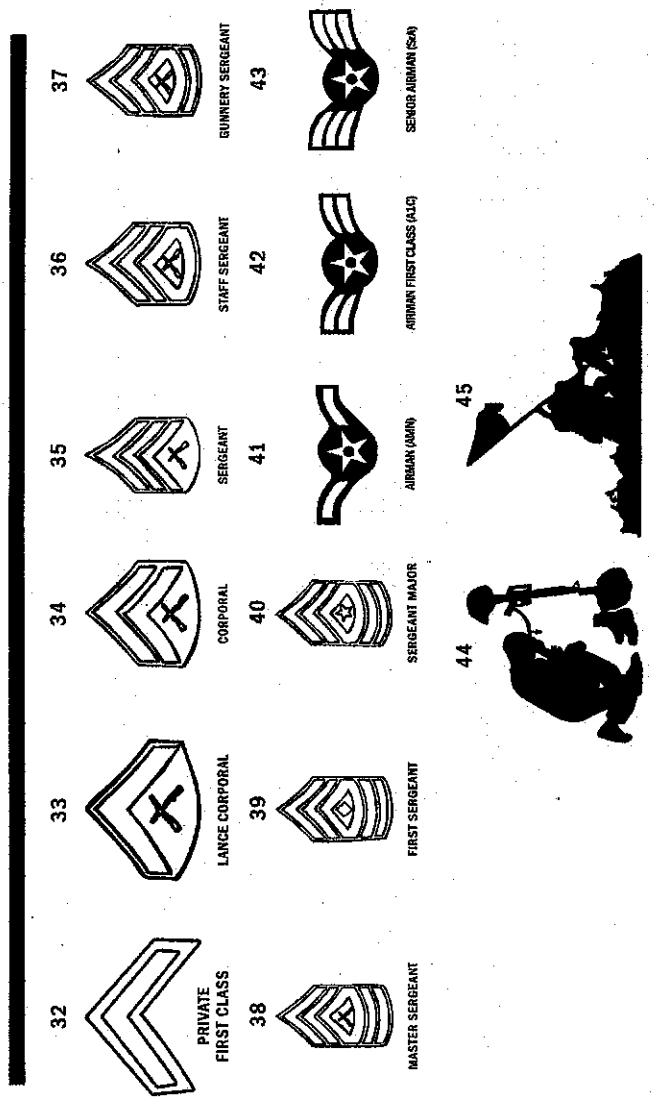 32
33
34
35
36
37
PRIVATE
FIRST CLASS
LANCE CORPORAL
CORPORAL
SERGEANT
STAFF SERGEANT
GUNNERY SERGEANT
38
39
40
41
42
43
MASTER SERGEANT
FIRST SERGEANT
SERGEANT MAJOR
AIRMAN (AMN)
AIRMAN FIRST CLASS (A1C)
SENIOR AIRMAN (SrA)
44
45